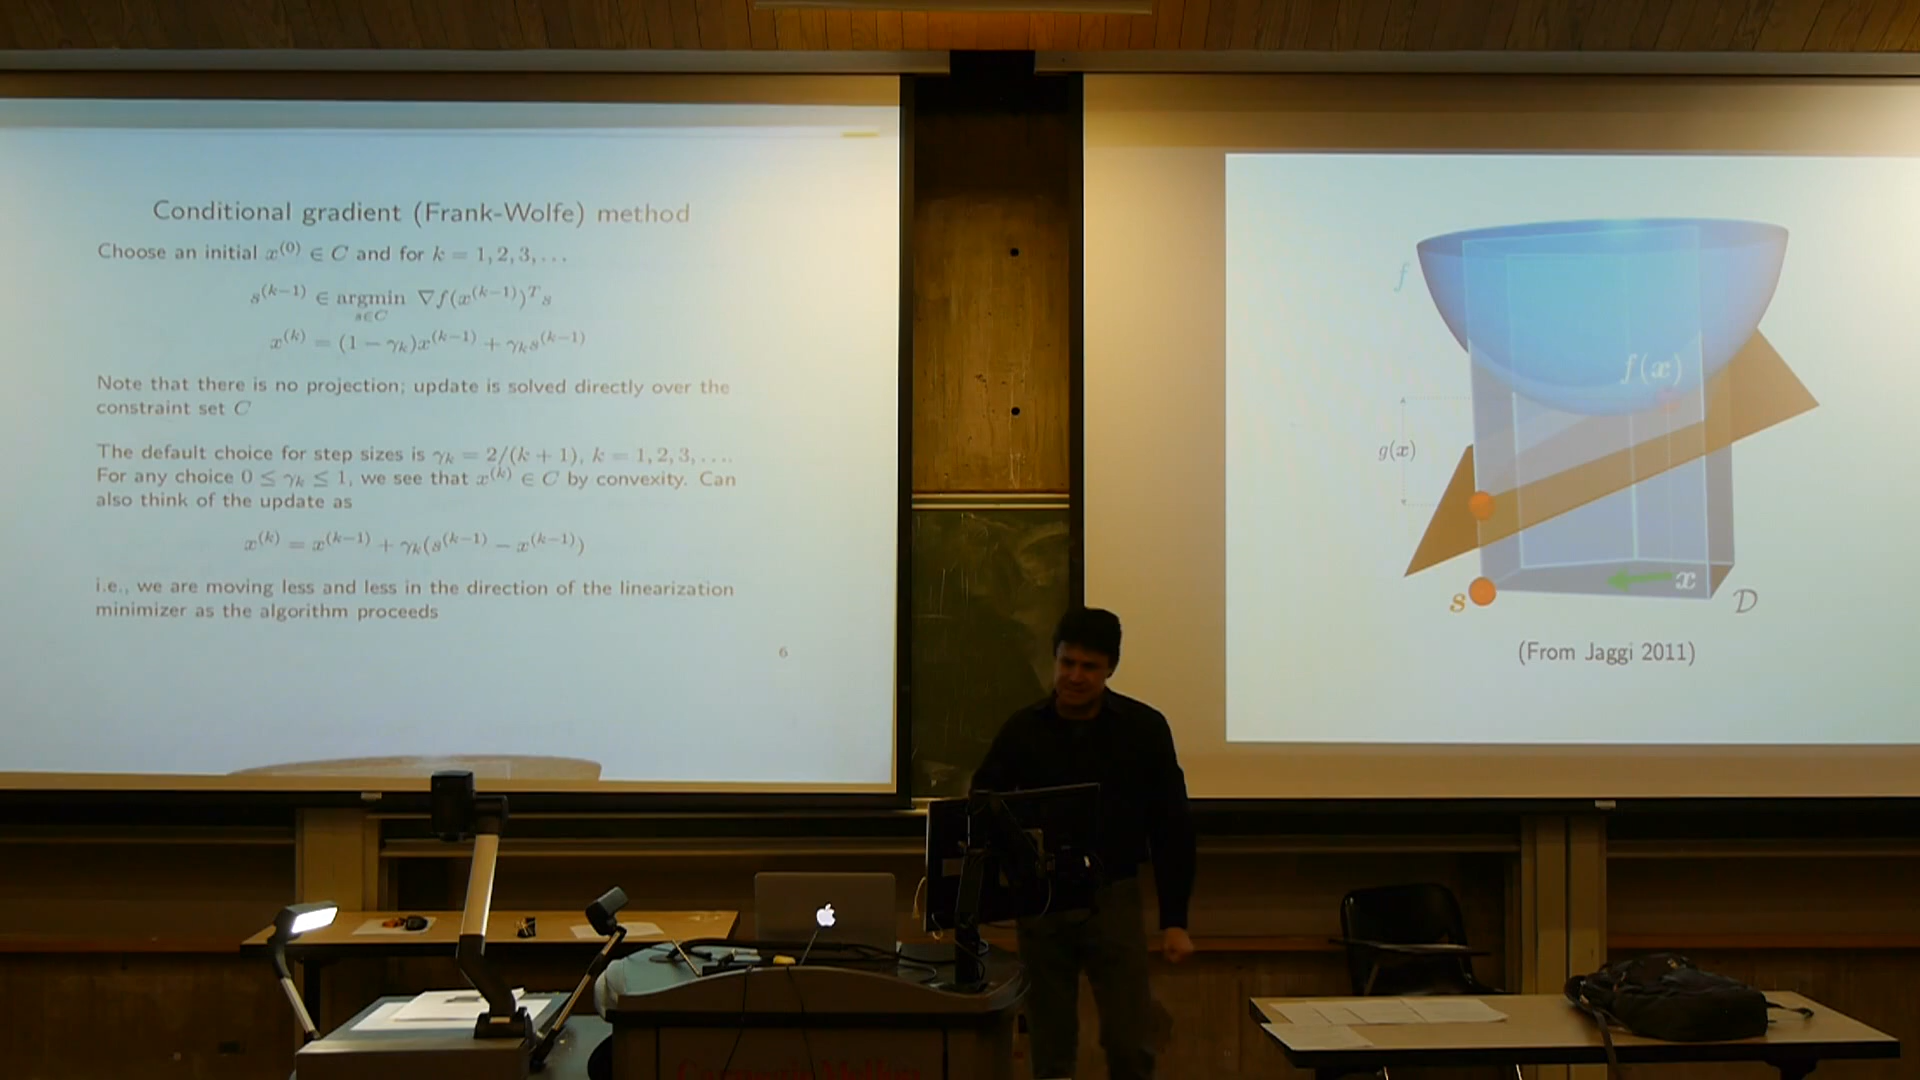 Conditional gradient (Frank-Wolfe) method
Choose an initial x^(0) ∈ C and for k = 1, 2, 3, . . .
s^(k−1) ∈ argmin ∇f(x^(k−1))^T s
s∈C
x^(k) = (1 − γ_k)x^(k−1) + γ_k s^(k−1)
Note that there is no projection; update is solved directly over the
constraint set C
The default choice for step sizes is γ_k = 2/(k + 1), k = 1, 2, 3, . . ..
For any choice 0 ≤ γ_k ≤ 1, we see that x^(k) ∈ C by convexity. Can
also think of the update as
x^(k) = x^(k−1) + γ_k(s^(k−1) − x^(k−1))
i.e., we are moving less and less in the direction of the linearization
minimizer as the algorithm proceeds
6
f
f(x)
g(x)
x
s
D
(From Jaggi 2011)
Carnegie Mellon